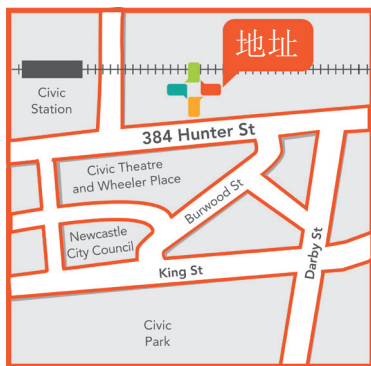 地址
Civic
Station
384 Hunter St
Civic Theatre
and Wheeler Place
Burwood St
Newcastle
City Council
Darby St
King St
Civic
Park